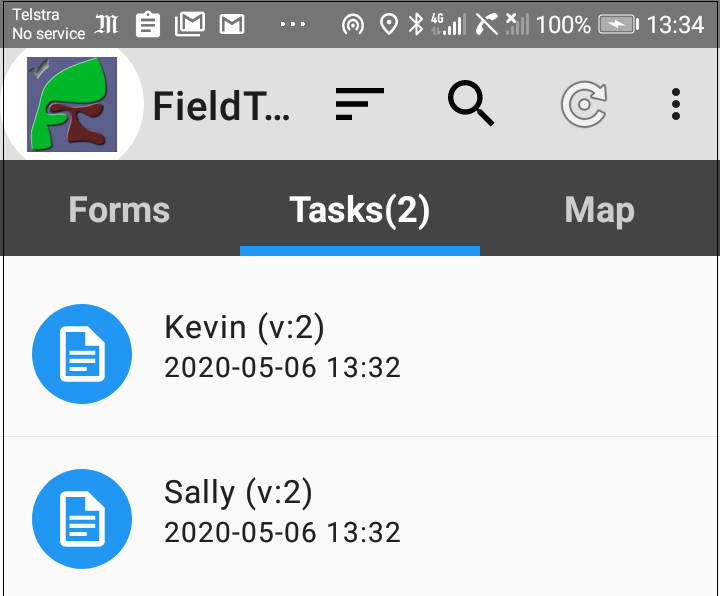 Telstra
No service
4G
100%
13:34
FieldT...
Forms
Tasks(2)
Map
Kevin (v:2)
2020-05-06 13:32
Sally (v:2)
2020-05-06 13:32